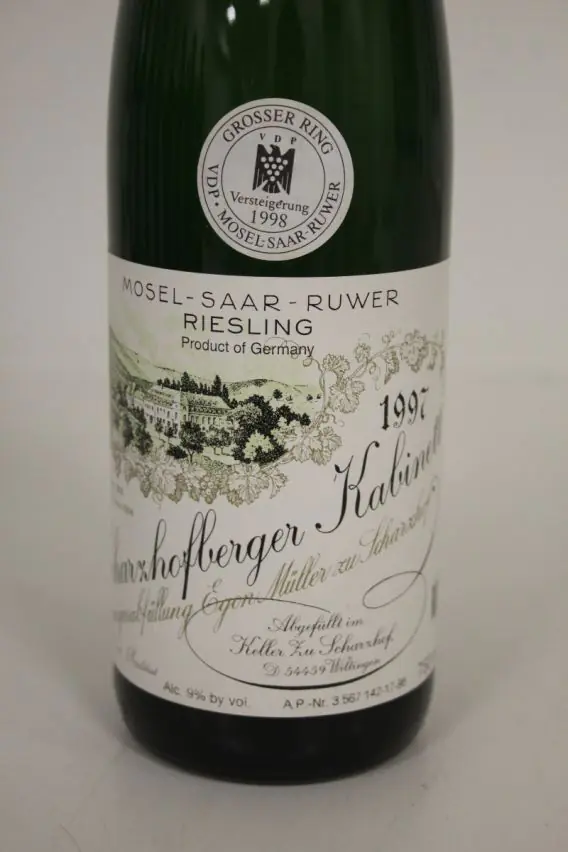 GROSSER RING
VDP
VDP · MOSEL-SAAR-RUWER
Versteigerung
1998
MOSEL-SAAR-RUWER
RIESLING
Product of Germany
1997
harzhofberger Kabinet
abfüllung Egon Müller zu Scharzhof
Abgefüllt im
Keller Zu Scharzhof
D 54459 Wiltingen
Alc. 9% by vol.
A.P.-Nr. 3 567 142-17-98